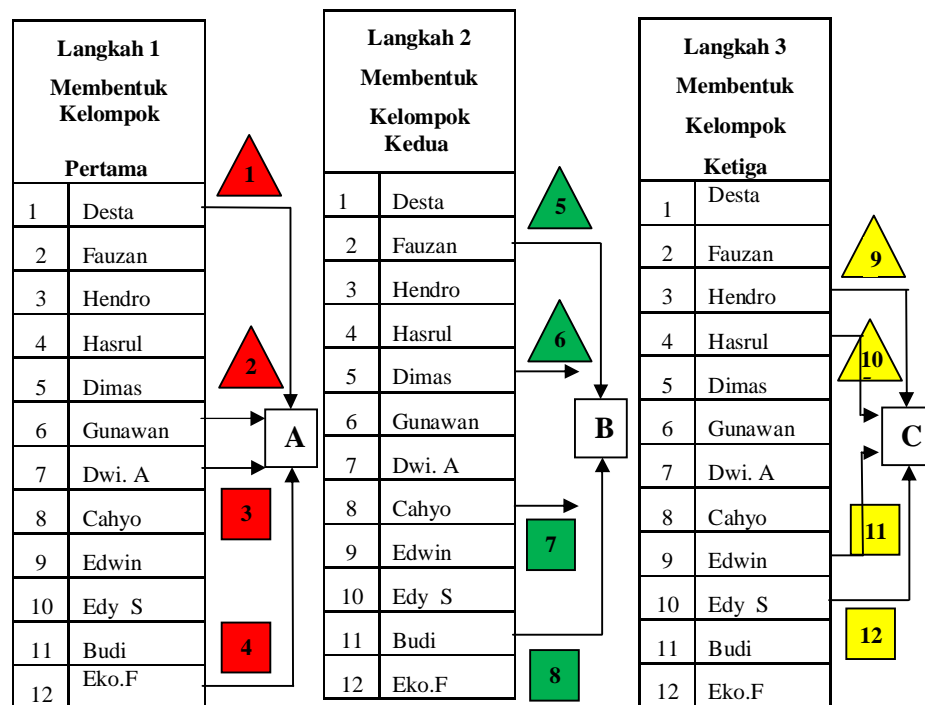 Langkah 1
Membentuk
Kelompok
Pertama
1 Desta
2 Fauzan
3 Hendro
4 Hasrul
5 Dimas
6 Gunawan
7 Dwi. A
8 Cahyo
9 Edwin
10 Edy S
11 Budi
12 Eko.F
1
2
A
3
4
Langkah 2
Membentuk
Kelompok
Kedua
1 Desta
2 Fauzan
3 Hendro
4 Hasrul
5 Dimas
6 Gunawan
7 Dwi. A
8 Cahyo
9 Edwin
10 Edy S
11 Budi
12 Eko.F
5
6
B
7
8
Langkah 3
Membentuk
Kelompok
Ketiga
1 Desta
2 Fauzan
3 Hendro
4 Hasrul
5 Dimas
6 Gunawan
7 Dwi. A
8 Cahyo
9 Edwin
10 Edy S
11 Budi
12 Eko.F
9
10
C
11
12